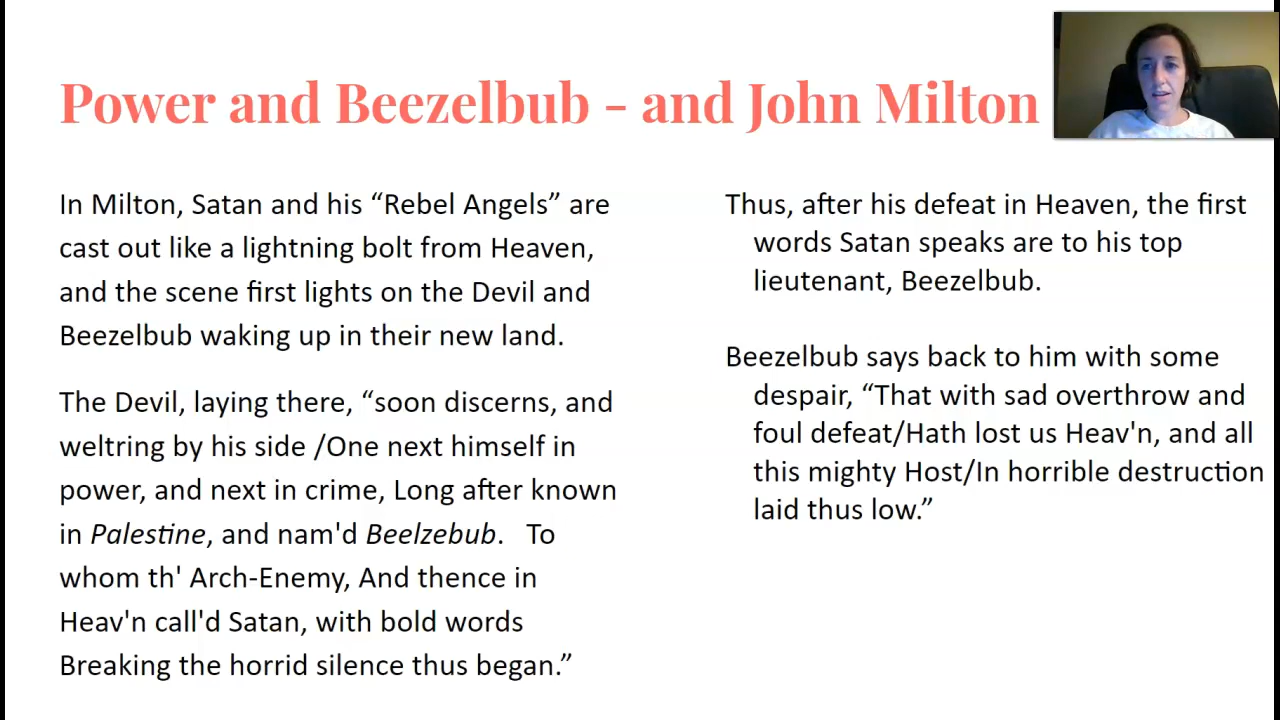 Power and Beezelbub - and John Milton
In Milton, Satan and his “Rebel Angels” are
cast out like a lightning bolt from Heaven,
and the scene first lights on the Devil and
Beezelbub waking up in their new land.
The Devil, laying there, “soon discerns, and
weltring by his side /One next himself in
power, and next in crime, Long after known
in Palestine, and nam'd Beelzebub.   To
whom th' Arch-Enemy, And thence in
Heav'n call'd Satan, with bold words
Breaking the horrid silence thus began.”
Thus, after his defeat in Heaven, the first
words Satan speaks are to his top
lieutenant, Beezelbub.
Beezelbub says back to him with some
despair, “That with sad overthrow and
foul defeat/Hath lost us Heav'n, and all
this mighty Host/In horrible destruction
laid thus low.”